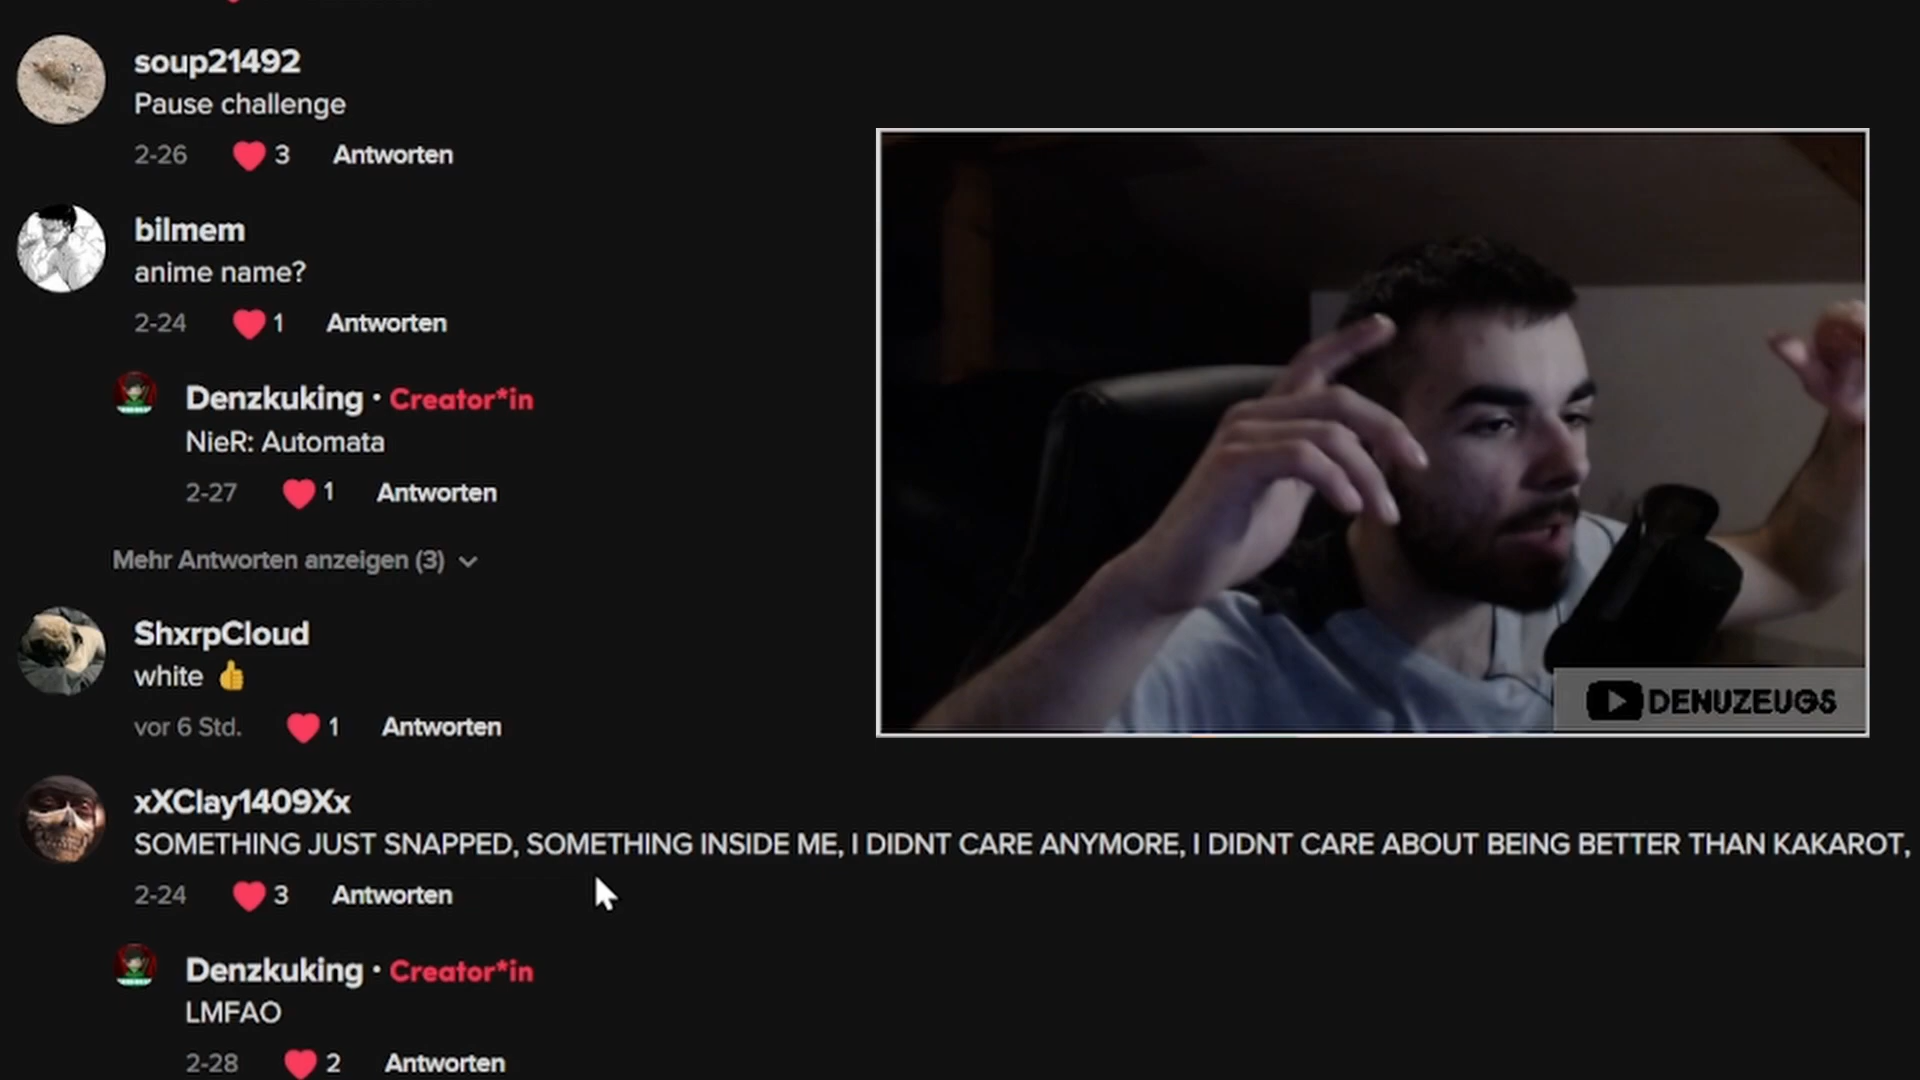 soup21492
Pause challenge
2-26 3 Antworten
bilmem
anime name?
2-24 1 Antworten
Denzkuking · Creator*in
NieR: Automata
2-27 1 Antworten
Mehr Antworten anzeigen (3)
ShxrpCloud
white 👍
vor 6 Std. 1 Antworten
xXClay1409Xx
SOMETHING JUST SNAPPED, SOMETHING INSIDE ME, I DIDNT CARE ANYMORE, I DIDNT CARE ABOUT BEING BETTER THAN KAKAROT,
2-24 3 Antworten
Denzkuking · Creator*in
LMFAO
2-28 2 Antworten
DENUZEUGS